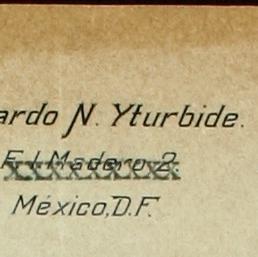 ardo N. Yturbide.
F. I. Madero 2.
México, D.F.